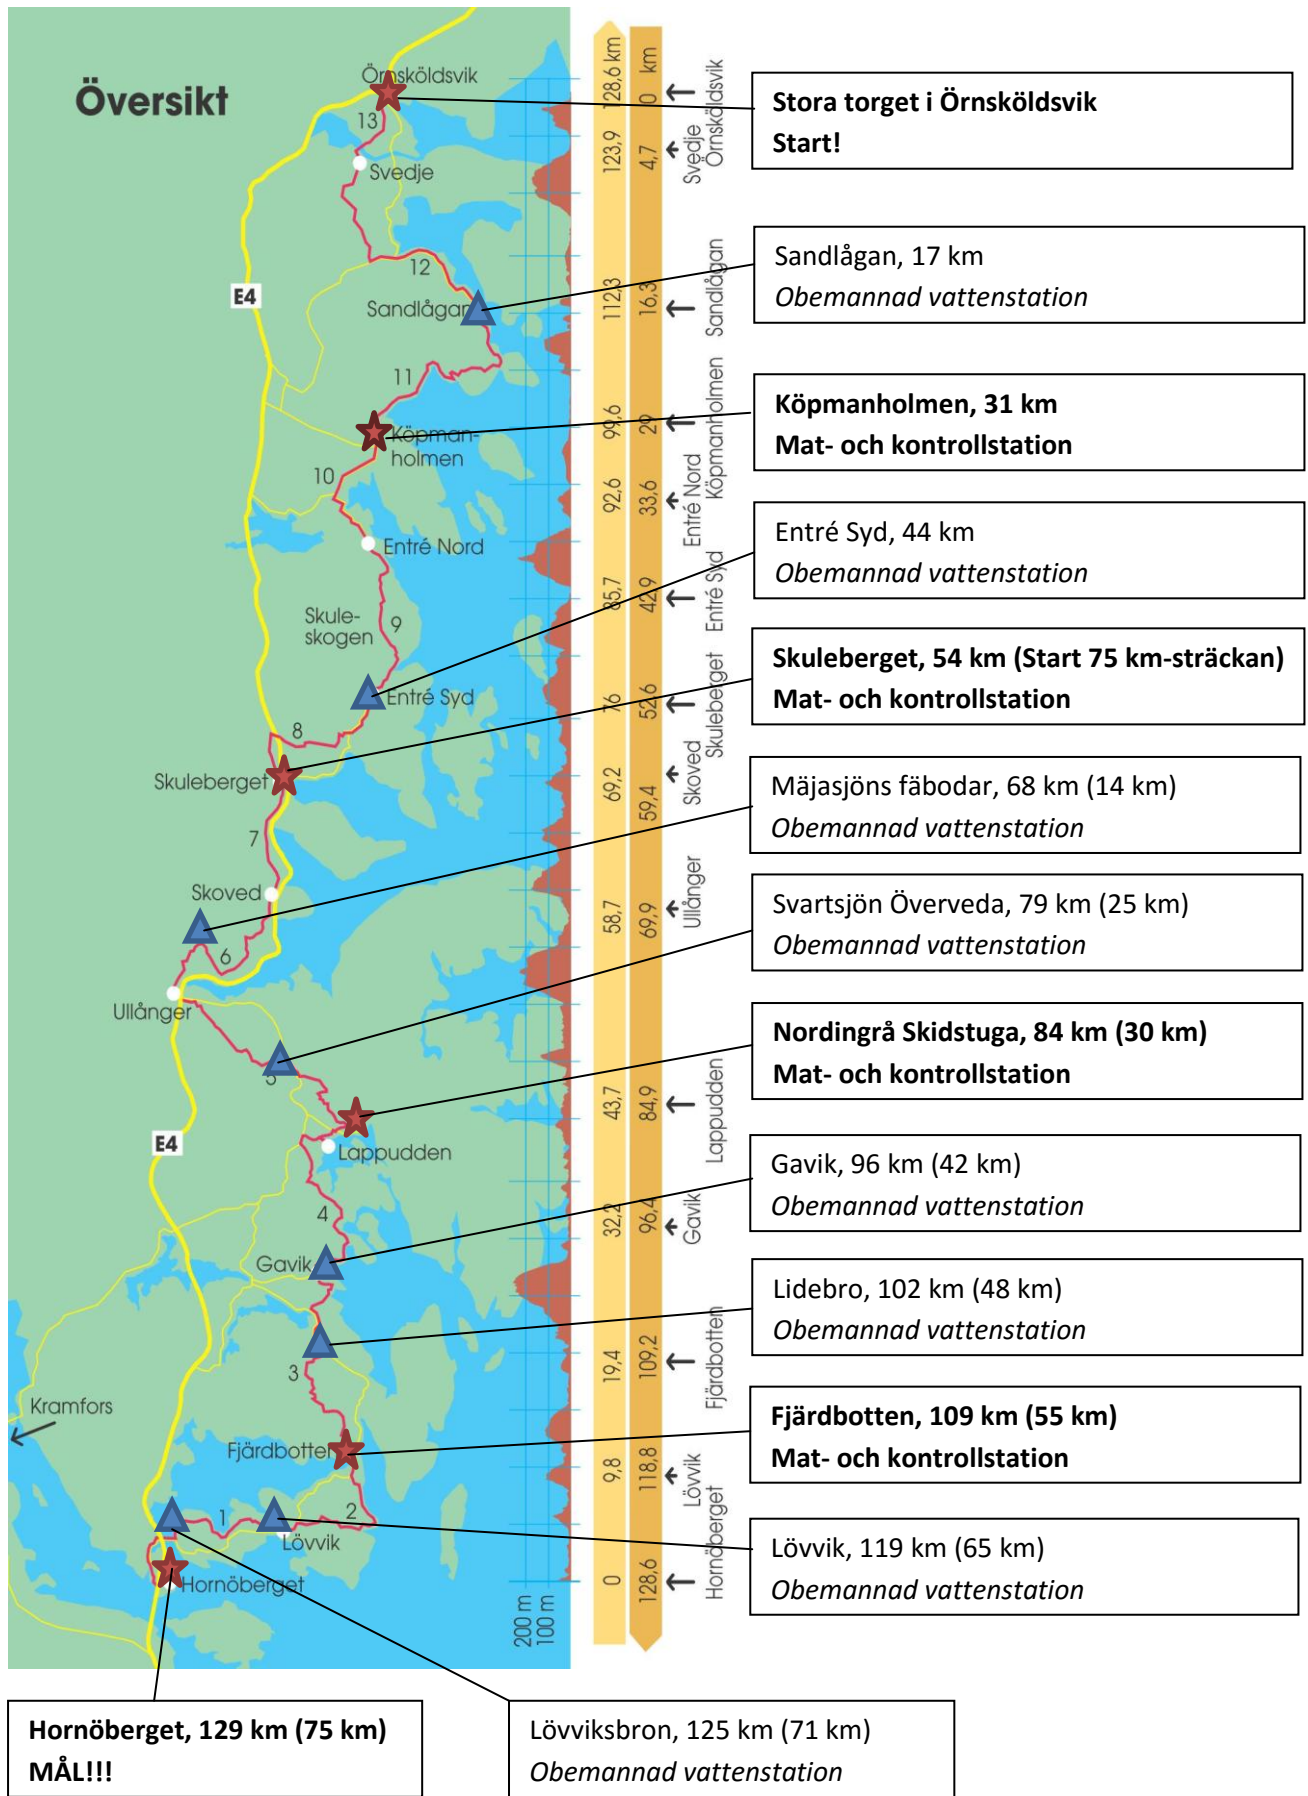 Översikt
Örnsköldsvik
13
Svedje
12
E4
Sandlågan
11
Köpman-
holmen
10
Entré Nord
Skule-
skogen
9
Entré Syd
8
Skuleberget
7
Skoved
6
Ullånger
5
E4
Lappudden
4
Gavik
3
Kramfors
Fjärdbotten
1
2
Lövvik
Hornöberget
128,6 km
123,9
112,3
99,6
92,6
85,7
76
69,2
58,7
43,7
32,2
19,4
9,8
0
0 km
4,7
16,3
29
33,6
42,9
52,6
59,4
69,9
84,9
96,4
109,2
118,8
128,6
Örnsköldsvik
Svedje
Sandlågan
Köpmanholmen
Entré Nord
Entré Syd
Skuleberget
Skoved
Ullånger
Lappudden
Gavik
Fjärdbotten
Lövvik
Hornöberget
200 m
100 m
Stora torget i Örnsköldsvik
Start!
Sandlågan, 17 km
Obemannad vattenstation
Köpmanholmen, 31 km
Mat- och kontrollstation
Entré Syd, 44 km
Obemannad vattenstation
Skuleberget, 54 km (Start 75 km-sträckan)
Mat- och kontrollstation
Mäjasjöns fäbodar, 68 km (14 km)
Obemannad vattenstation
Svartsjön Överveda, 79 km (25 km)
Obemannad vattenstation
Nordingrå Skidstuga, 84 km (30 km)
Mat- och kontrollstation
Gavik, 96 km (42 km)
Obemannad vattenstation
Lidebro, 102 km (48 km)
Obemannad vattenstation
Fjärdbotten, 109 km (55 km)
Mat- och kontrollstation
Lövvik, 119 km (65 km)
Obemannad vattenstation
Hornöberget, 129 km (75 km)
MÅL!!!
Lövviksbron, 125 km (71 km)
Obemannad vattenstation